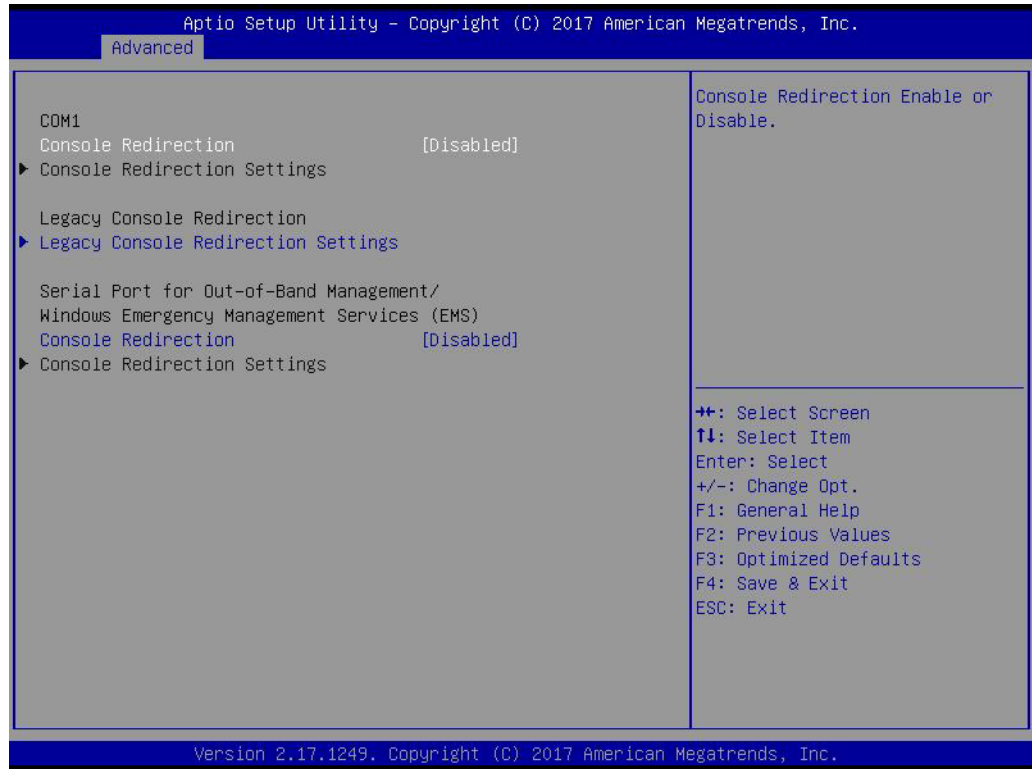 Aptio Setup Utility – Copyright (C) 2017 American Megatrends, Inc.
Advanced
COM1
Console Redirection [Disabled]
▶ Console Redirection Settings
Legacy Console Redirection
▶ Legacy Console Redirection Settings
Serial Port for Out-of-Band Management/
Windows Emergency Management Services (EMS)
Console Redirection [Disabled]
▶ Console Redirection Settings
Console Redirection Enable or
Disable.
→←: Select Screen
↑↓: Select Item
Enter: Select
+/-: Change Opt.
F1: General Help
F2: Previous Values
F3: Optimized Defaults
F4: Save & Exit
ESC: Exit
Version 2.17.1249. Copyright (C) 2017 American Megatrends, Inc.